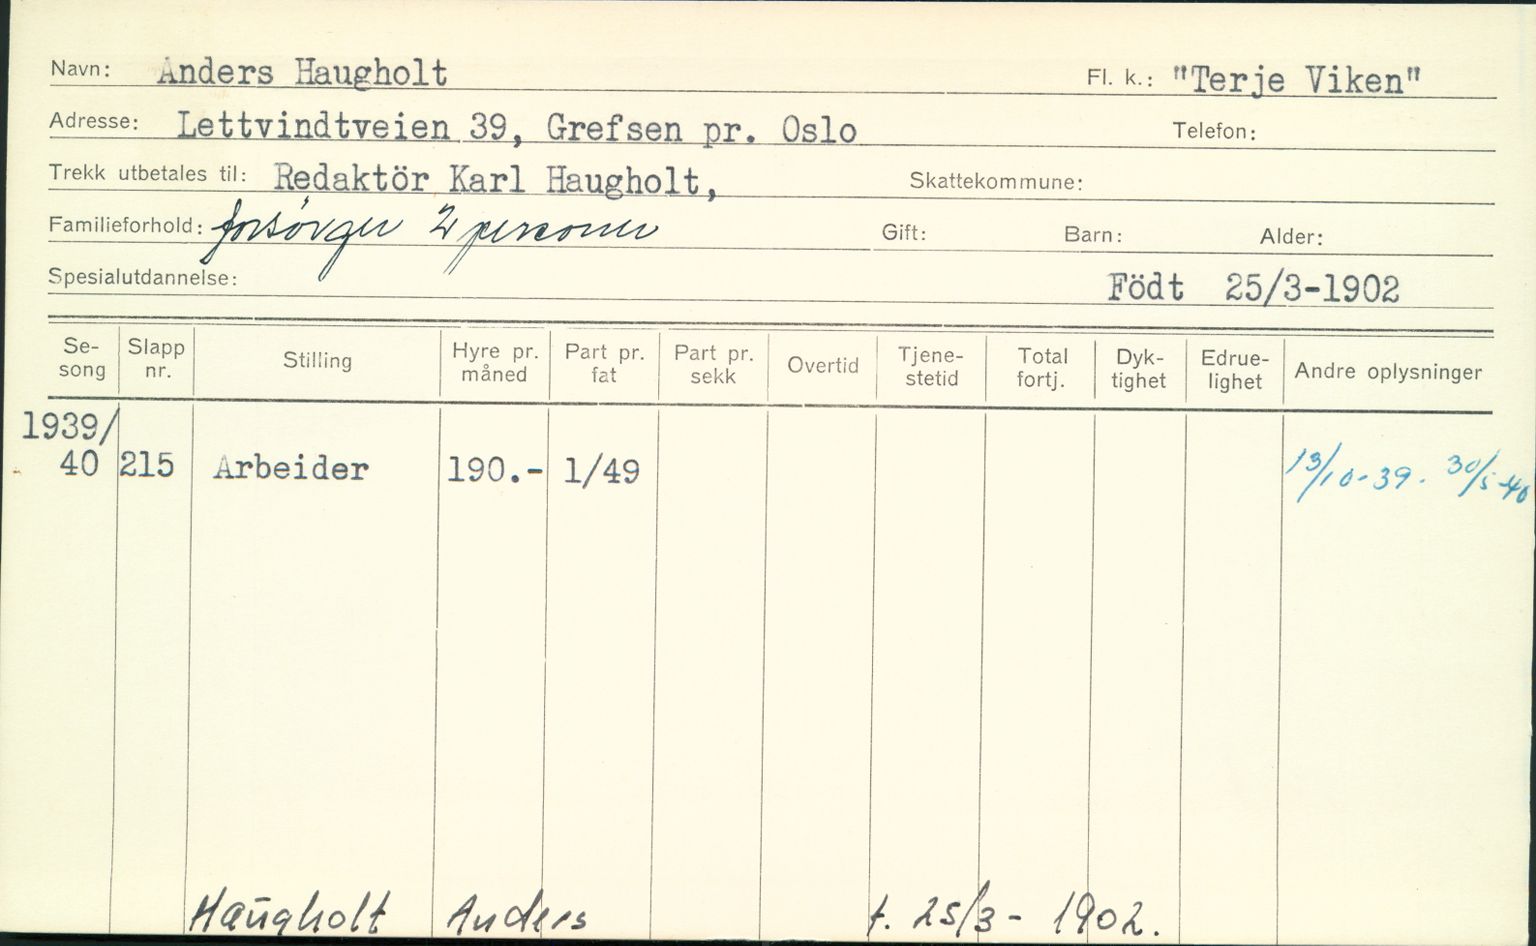 Navn: Anders Haugholt Fl. k.: "Terje Viken"
Adresse: Lettvindtveien 39, Grefsen pr. Oslo Telefon:
Trekk utbetales til: Redaktör Karl Haugholt, Skattekommune:
Familieforhold: forsörger 2 personer Gift: Barn: Alder:
Spesialutdannelse: Födt 25/3-1902
Se-song Slapp nr. Stilling Hyre pr. måned Part pr. fat Part pr. sekk Overtid Tjene-stetid Total fortj. Dyk-tighet Edrue-lighet Andre oplysninger
1939/
40 215 Arbeider 190.- 1/49 13/10-39. 30/5-40
Haugholt Anders f. 25/3-1902.